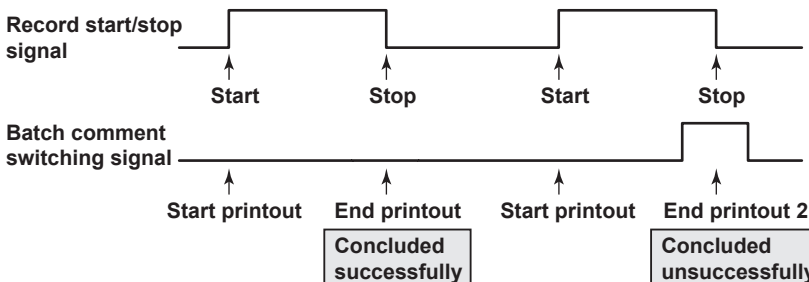 Record start/stop
signal
Start Stop Start Stop
Batch comment
switching signal
Start printout End printout Start printout End printout 2
Concluded
successfully
Concluded
unsuccessfully